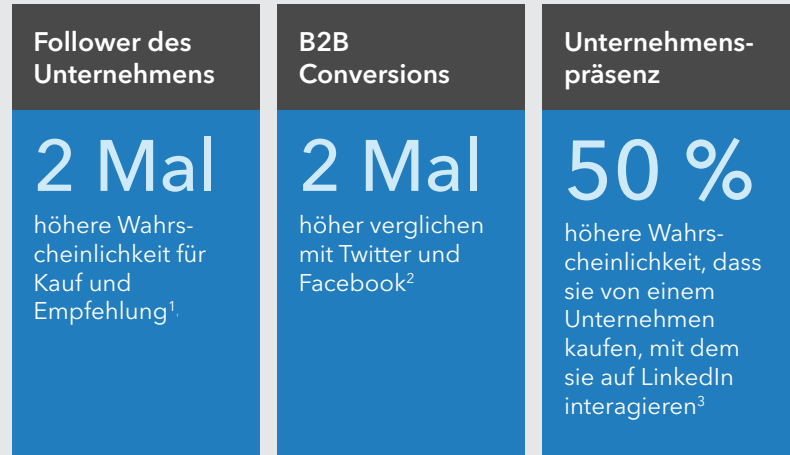 Follower des
Unternehmens
2 Mal
höhere Wahrs-
cheinlichkeit für
Kauf und
Empfehlung¹,
B2B
Conversions
2 Mal
höher verglichen
mit Twitter und
Facebook²
Unternehmens-
präsenz
50 %
höhere Wahrs-
cheinlichkeit, dass
sie von einem
Unternehmen
kaufen, mit dem
sie auf LinkedIn
interagieren³